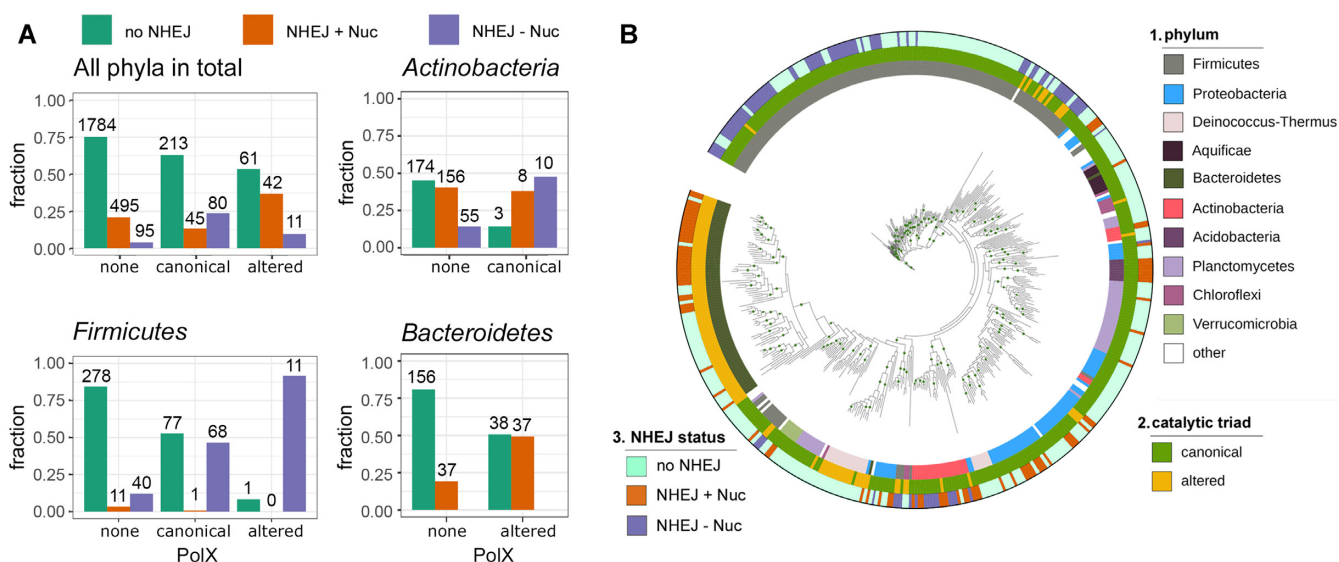 A
no NHEJ
NHEJ + Nuc
NHEJ - Nuc
All phyla in total
1.00
0.75
0.50
0.25
0.00
fraction
1784
495
95
213
45
80
61
42
11
none
canonical
altered
Actinobacteria
1.00
0.75
0.50
0.25
0.00
fraction
174
156
55
3
8
10
none
canonical
Firmicutes
1.00
0.75
0.50
0.25
0.00
fraction
278
11
40
77
1
68
1
0
11
none
canonical
altered
PolX
Bacteroidetes
1.00
0.75
0.50
0.25
0.00
fraction
156
37
38
37
none
altered
PolX
B
1. phylum
Firmicutes
Proteobacteria
Deinococcus-Thermus
Aquificae
Bacteroidetes
Actinobacteria
Acidobacteria
Planctomycetes
Chloroflexi
Verrucomicrobia
other
2. catalytic triad
canonical
altered
3. NHEJ status
no NHEJ
NHEJ + Nuc
NHEJ - Nuc